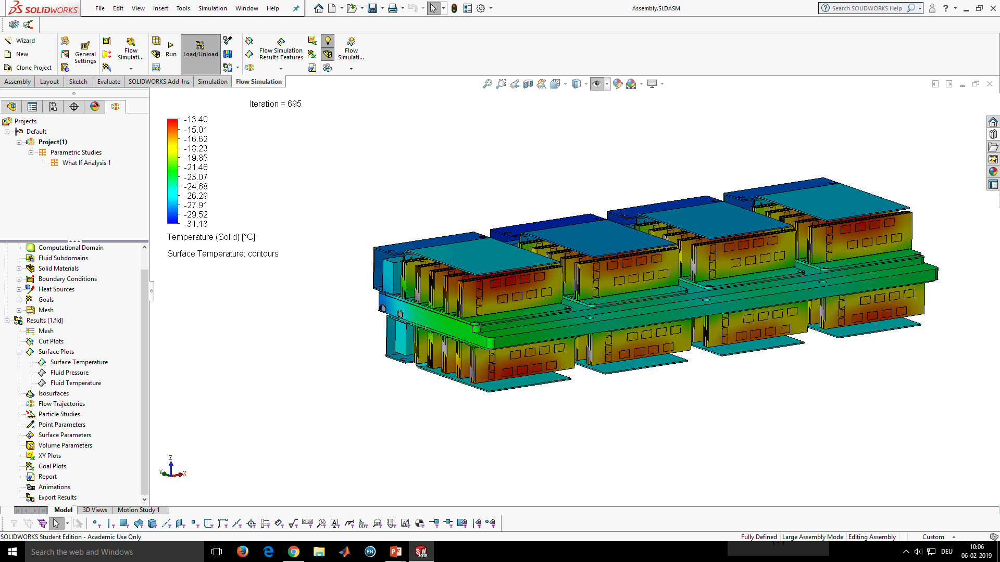 SOLIDWORKS File Edit View Insert Tools Simulation Window Help Assembly.SLDASM Search SOLIDWORKS Help
Wizard
New
Clone Project
General Settings
Flow Simulati...
Run
Load/Unload
Flow Simulation Results Features
Flow Simulati...
Assembly Layout Sketch Evaluate SOLIDWORKS Add-Ins Simulation Flow Simulation
Iteration = 695
-13.40
-15.01
-16.62
-18.23
-19.85
-21.46
-23.07
-24.68
-26.29
-27.91
-29.52
-31.13
Temperature (Solid) [°C]
Surface Temperature: contours
Projects
Default
Project(1)
Parametric Studies
What If Analysis 1
Computational Domain
Fluid Subdomains
Solid Materials
Boundary Conditions
Heat Sources
Goals
Mesh
Results (1.fld)
Mesh
Cut Plots
Surface Plots
Surface Temperature
Fluid Pressure
Fluid Temperature
Isosurfaces
Flow Trajectories
Particle Studies
Point Parameters
Surface Parameters
Volume Parameters
XY Plots
Goal Plots
Report
Animations
Export Results
Z
Y
X
Model 3D Views Motion Study 1
SOLIDWORKS Student Edition - Academic Use Only Fully Defined Large Assembly Mode Editing Assembly Custom
Search the web and Windows EN SW 2018 DEU 10:06
06-02-2019